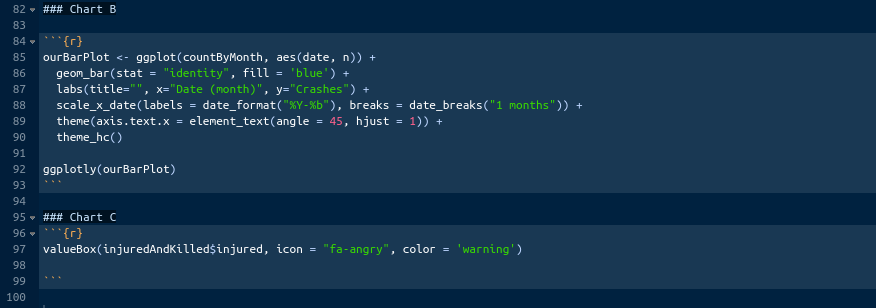 82 ### Chart B
83
84 ```{r}
85 ourBarPlot <- ggplot(countByMonth, aes(date, n)) +
86   geom_bar(stat = "identity", fill = 'blue') +
87   labs(title="", x="Date (month)", y="Crashes") +
88   scale_x_date(labels = date_format("%Y-%b"), breaks = date_breaks("1 months")) +
89   theme(axis.text.x = element_text(angle = 45, hjust = 1)) +
90   theme_hc()
91
92 ggplotly(ourBarPlot)
93 ```
94
95 ### Chart C
96 ```{r}
97 valueBox(injuredAndKilled$injured, icon = "fa-angry", color = 'warning')
98
99 ```
100